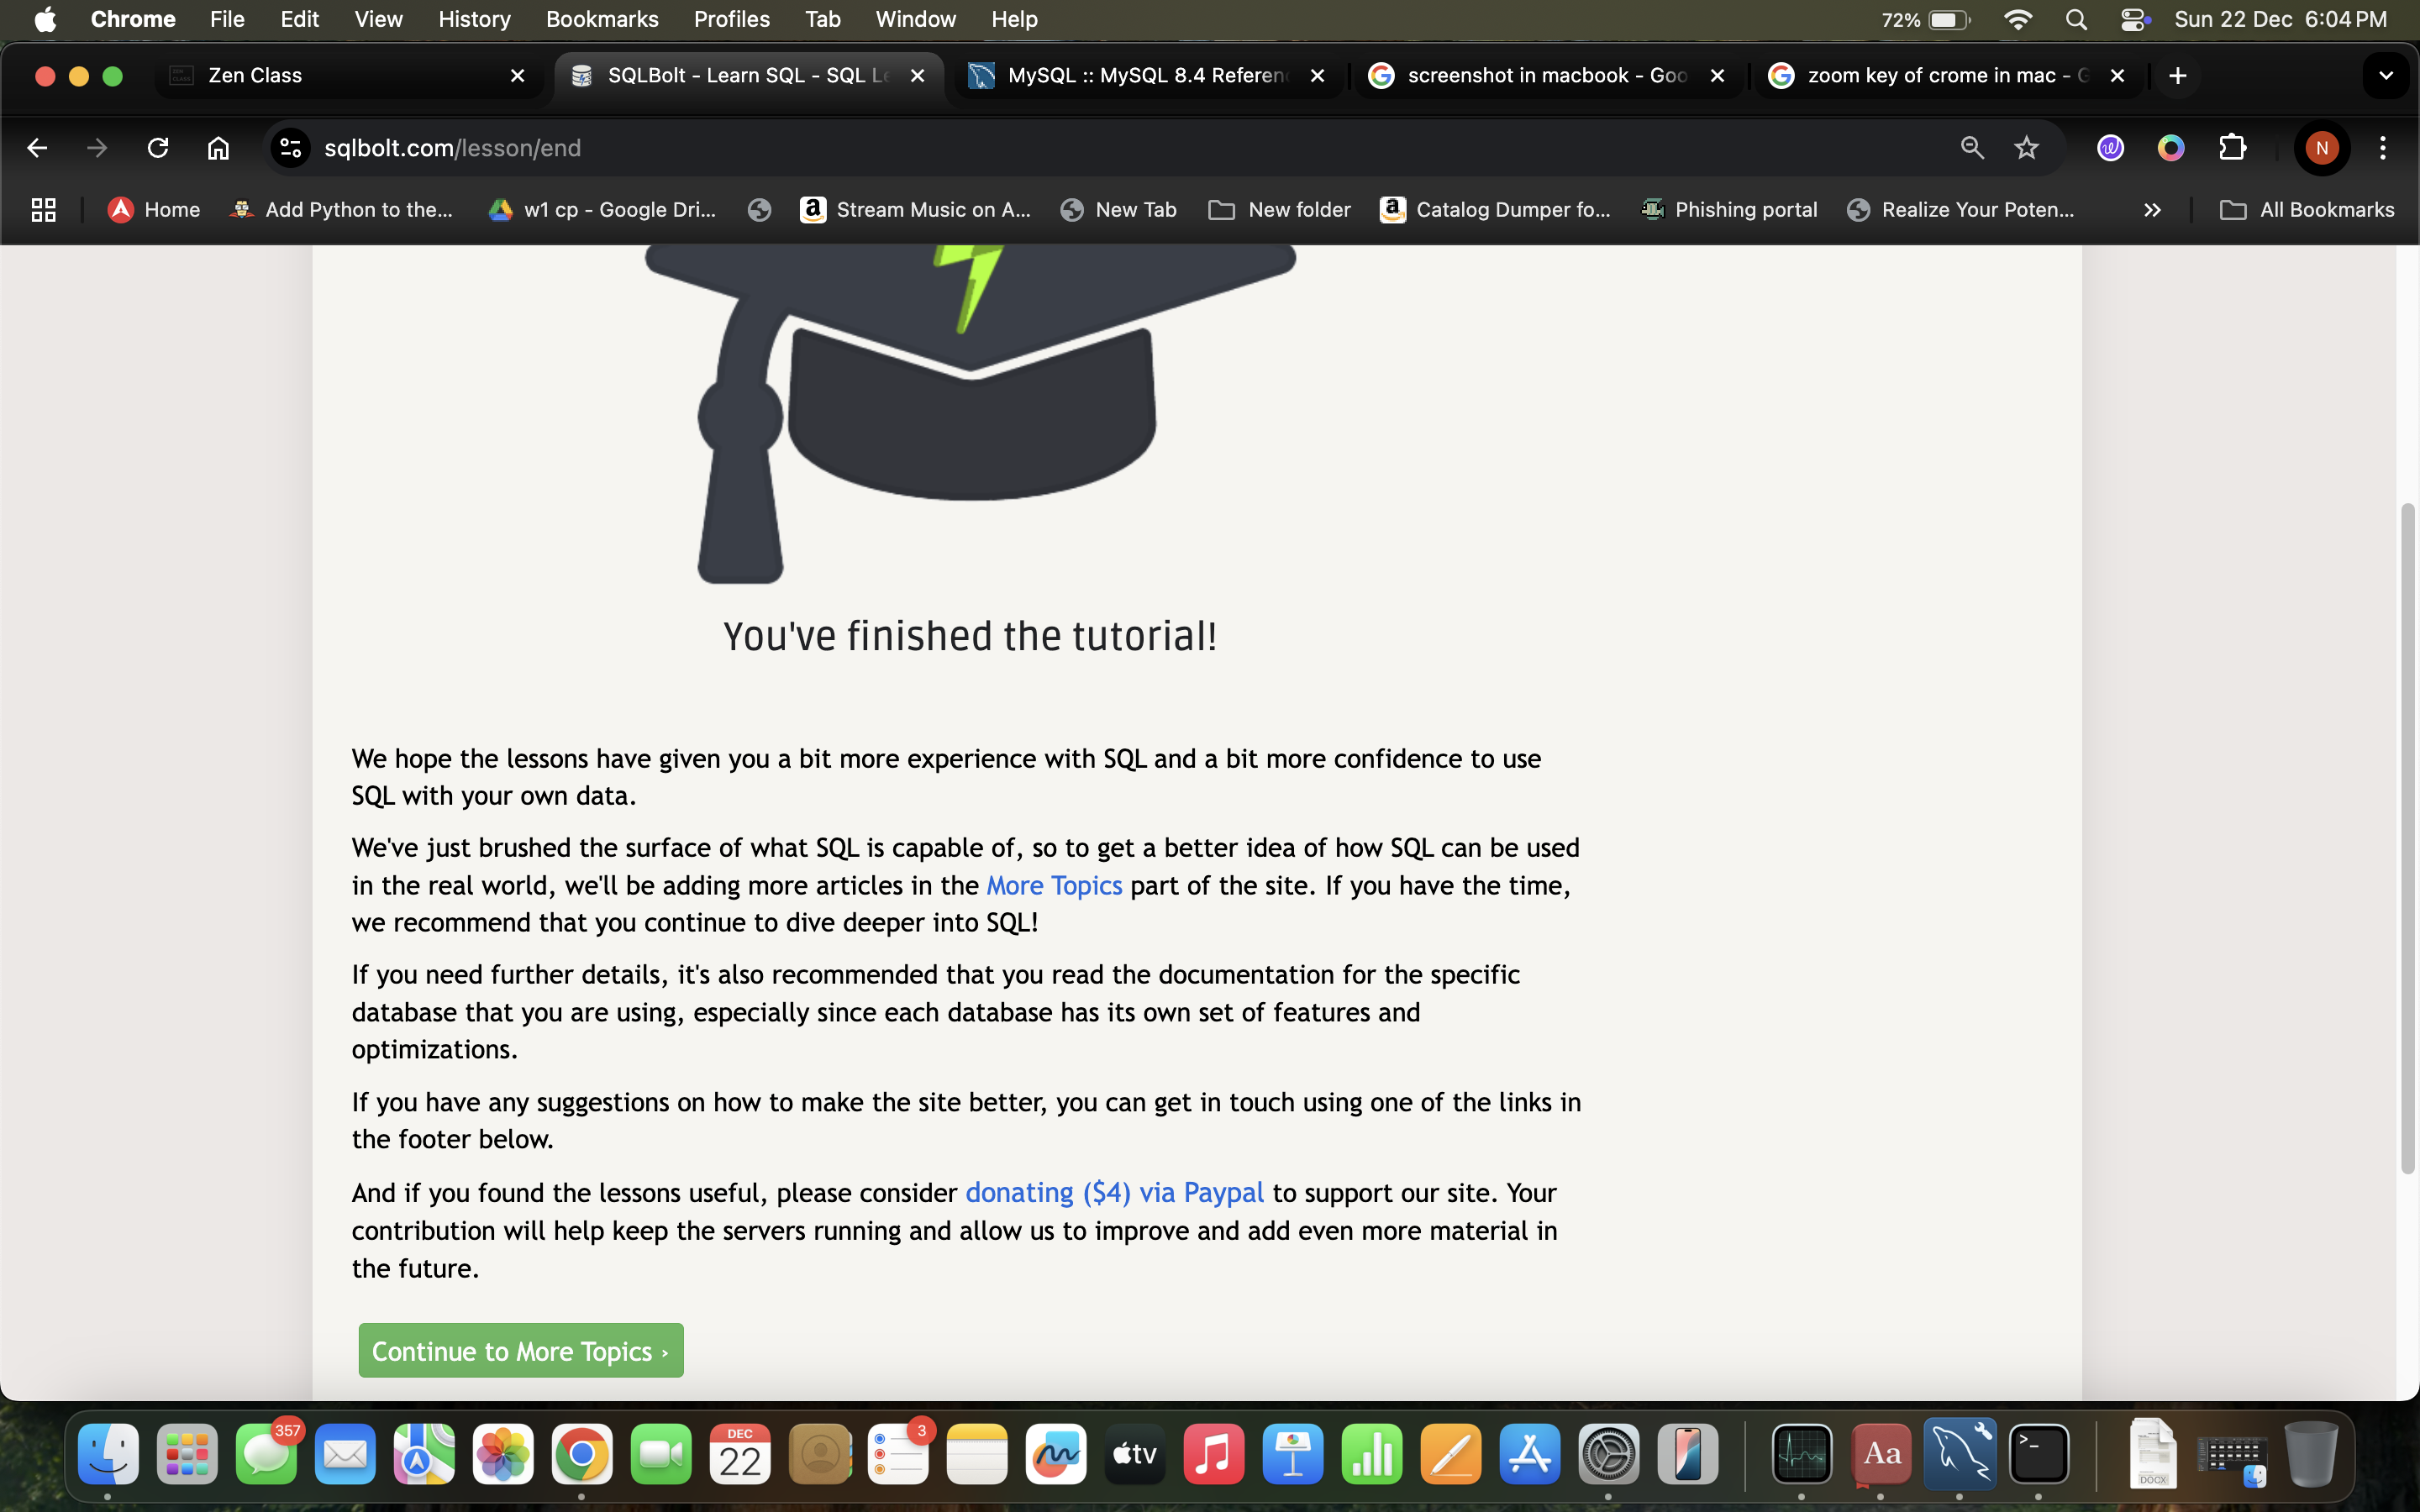 Chrome File Edit View History Bookmarks Profiles Tab Window Help 72% Sun 22 Dec 6:04 PM
Zen Class
SQLBolt - Learn SQL - SQL Le
MySQL :: MySQL 8.4 Referen
screenshot in macbook - Goo
zoom key of crome in mac - G
sqlbolt.com/lesson/end
N
Home
Add Python to the...
w1 cp - Google Dri...
Stream Music on A...
New Tab
New folder
Catalog Dumper fo...
Phishing portal
Realize Your Poten...
All Bookmarks
You've finished the tutorial!
We hope the lessons have given you a bit more experience with SQL and a bit more confidence to use
SQL with your own data.
We've just brushed the surface of what SQL is capable of, so to get a better idea of how SQL can be used
in the real world, we'll be adding more articles in the More Topics part of the site. If you have the time,
we recommend that you continue to dive deeper into SQL!
If you need further details, it's also recommended that you read the documentation for the specific
database that you are using, especially since each database has its own set of features and
optimizations.
If you have any suggestions on how to make the site better, you can get in touch using one of the links in
the footer below.
And if you found the lessons useful, please consider donating ($4) via Paypal to support our site. Your
contribution will help keep the servers running and allow us to improve and add even more material in
the future.
Continue to More Topics ›
357
DEC
22
3
tv
Aa
>_
DOCX